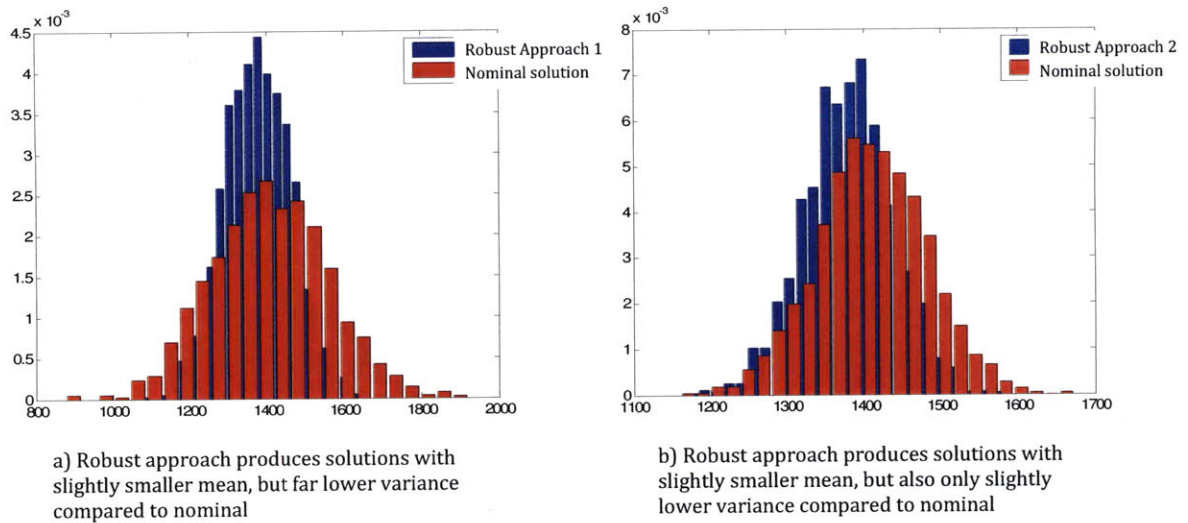 x 10⁻³
4.5
4
3.5
3
2.5
2
1.5
1
0.5
0
800
1000
1200
1400
1600
1800
2000
Robust Approach 1
Nominal solution
a) Robust approach produces solutions with
slightly smaller mean, but far lower variance
compared to nominal
x 10⁻³
8
7
6
5
4
3
2
1
0
1100
1200
1300
1400
1500
1600
1700
Robust Approach 2
Nominal solution
b) Robust approach produces solutions with
slightly smaller mean, but also only slightly
lower variance compared to nominal